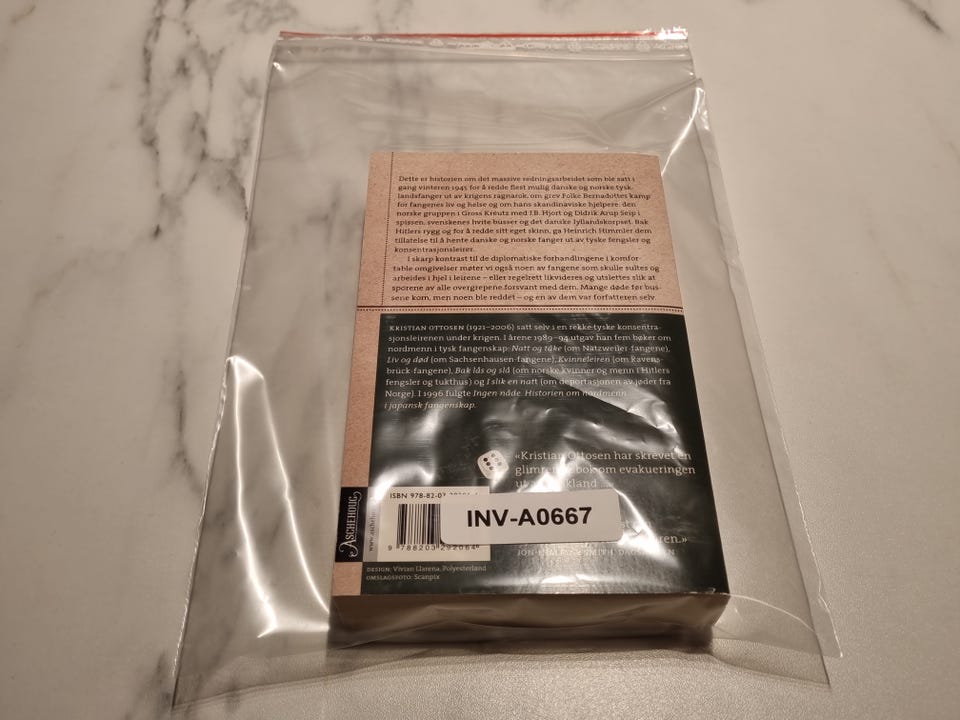 Dette er historien om det massive redningsarbeidet som ble satt i
gang vinteren 1945 for å redde flest mulig danske og norske tysk-
landsfanger ut av krigens ragnarok, om grev Folke Bernadottes kamp
for fangenes liv og helse og om hans skandinaviske hjelpere: den
norske gruppen i Gross Kreutz med J.B. Hjort og Didrik Arup Seip i
spissen, svenskenes hvite busser og det danske Jyllandskorpset. Bak
Hitlers rygg og for å redde sitt eget skinn, ga Heinrich Himmler dem
tillatelse til å hente danske og norske fanger ut av tyske fengsler og
konsentrasjonsleirer.
I skarp kontrast til de diplomatiske forhandlingene i komfor-
table omgivelser møter vi også noen av fangene som skulle sultes og
arbeides i hjel i leirene – eller regelrett likvideres og utslettes slik at
sporene av alle overgrepene forsvant med dem. Mange døde før bus-
sene kom, men noen ble reddet – og en av dem var forfatteren selv.
KRISTIAN OTTOSEN (1921–2006) satt selv i en rekke tyske konsentra-
sjonsleirenen under krigen. I årene 1989–94 utgav han fem bøker om
nordmenn i tysk fangenskap: Natt og tåke (om Natzweiler-fangene),
Liv og død (om Sachsenhausen-fangene), Kvinneleiren (om Ravens-
brück-fangene), Bak lås og slå (om norske kvinner og menn i Hitlers
fengsler og tukthus) og I slik en natt (om deportasjonen av jøder fra
Norge). I 1996 fulgte Ingen nåde. Historien om nordmenn
i japansk fangenskap.
«Kristian Ottosen har skrevet en
bok om evakueringen
ISBN 978-82-03-
INV-A0667
9 788203 292064
ASCHEHOUG
DESIGN: Vivian Llarena, Polyesterland
OMSLAGSFOTO: Scanpix